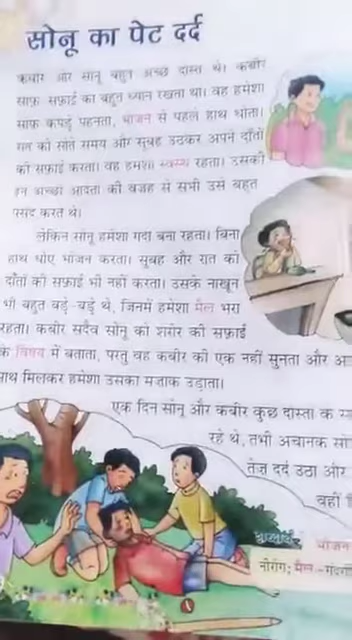 सोनू का पेट दर्द
कबीर और सोनू बहुत अच्छे दोस्त थे। कबीर
साफ़-सफ़ाई का बहुत ध्यान रखता था। वह हमेशा
साफ़ कपड़े पहनता, भोजन से पहले हाथ धोता।
रात को सोते समय और सुबह उठकर अपने दाँतों
की सफ़ाई करता। वह हमेशा स्वस्थ रहता। उसकी
इन अच्छी आदतों की वजह से सभी उसे बहुत
पसंद करते थे।
लेकिन सोनू हमेशा गंदा बना रहता। बिना
हाथ धोए भोजन करता। सुबह और रात को
दाँतों की सफ़ाई भी नहीं करता। उसके नाखून
भी बहुत बड़े-बड़े थे, जिनमें हमेशा मैल भरा
रहता। कबीर सदैव सोनू को शरीर की सफ़ाई
के विषय में बताता, परंतु वह कबीर की एक नहीं सुनता और
साथ मिलकर हमेशा उसका मजाक उड़ाता।
एक दिन सोनू और कबीर कुछ दोस्तों के
रहे थे, तभी अचानक
तेज़ दर्द उठा और
वहीं
शब्दार्थ : भोजन
नीरोग; मैल–